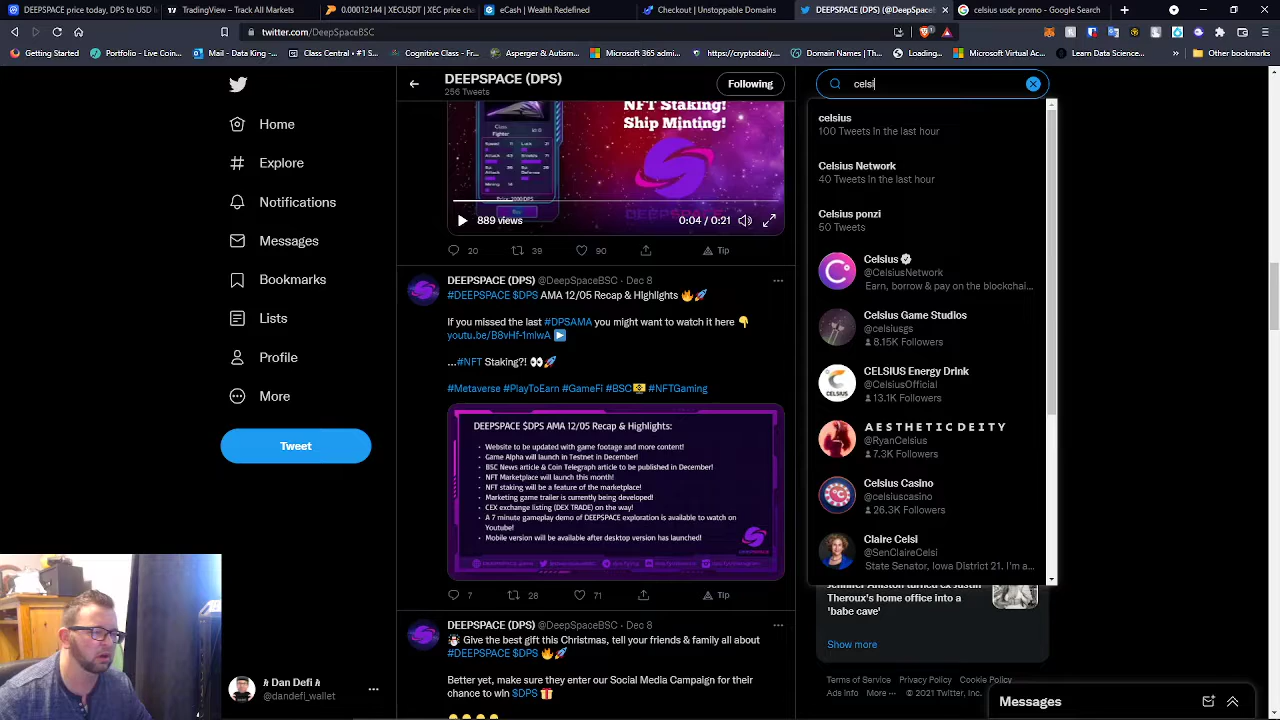 DEEPSPACE price today, DPS to USD l
TradingView – Track All Markets
0.00012144 | XECUSDT | XEC price cha
eCash | Wealth Redefined
Checkout | Unstoppable Domains
DEEPSPACE (DPS) (@DeepSpaceB
celsius usdc promo - Google Search
twitter.com/DeepSpaceBSC
Getting Started
Portfolio - Live Coin...
Mail - Data King -...
Class Central • #1 S...
Cognitive Class - Fr...
Asperger & Autism...
Microsoft 365 admi...
https://cryptodaily....
Domain Names | Th...
Loading...
Microsoft Virtual Ac...
Learn Data Science...
Other bookmarks
Home
Explore
Notifications
Messages
Bookmarks
Lists
Profile
More
Tweet
Dan Defi
@dandefi_wallet
DEEPSPACE (DPS)
256 Tweets
Following
NFT Staking!
Ship Minting!
Class
Fighter
889 views
0:04 / 0:21
20 39 90 Tip
DEEPSPACE (DPS) @DeepSpaceBSC · Dec 8
#DEEPSPACE $DPS AMA 12/05 Recap & Highlights 🔥🚀
If you missed the last #DPSAMA you might want to watch it here 👇
youtu.be/B8vHf-1mIwA ▶️
...#NFT Staking?! 👀🚀
#Metaverse #PlayToEarn #GameFi #BSC #NFTGaming
DEEPSPACE $DPS AMA 12/05 Recap & Highlights:
• Website to be updated with game footage and more content!
• Game Alpha will launch in Testnet in December!
• BSC News article & Coin Telegraph article to be published in December!
• NFT Marketplace will launch this month!
• NFT staking will be a feature of the marketplace!
• Marketing game trailer is currently being developed!
• CEX exchange listing (DEX TRADE) on the way!
• A 7 minute gameplay demo of DEEPSPACE exploration is available to watch on
Youtube!
• Mobile version will be available after desktop version has launched!
7 28 71 Tip
DEEPSPACE (DPS) @DeepSpaceBSC · Dec 8
Give the best gift this Christmas, tell your friends & family all about
#DEEPSPACE $DPS 🔥🚀
Better yet, make sure they enter our Social Media Campaign for their
chance to win $DPS 🎁
celsi
celsius
100 Tweets in the last hour
Celsius Network
40 Tweets in the last hour
Celsius ponzi
50 Tweets
Celsius
@CelsiusNetwork
Earn, borrow & pay on the blockchai...
Celsius Game Studios
@celsiusgs
8.15K Followers
CELSIUS Energy Drink
@CelsiusOfficial
13.1K Followers
A E S T H E T I C D E I T Y
@RyanCelsius
7.3K Followers
Celsius Casino
@celsiuscasino
26.3K Followers
Claire Celsi
@SenClaireCelsi
State Senator, Iowa District 21. I'm a...
Jennifer Aniston turned ex Justin
Theroux's home office into a
'babe cave'
Show more
Terms of Service Privacy Policy Cookie Policy
Ads Info More ··· © 2021 Twitter, Inc.
Messages